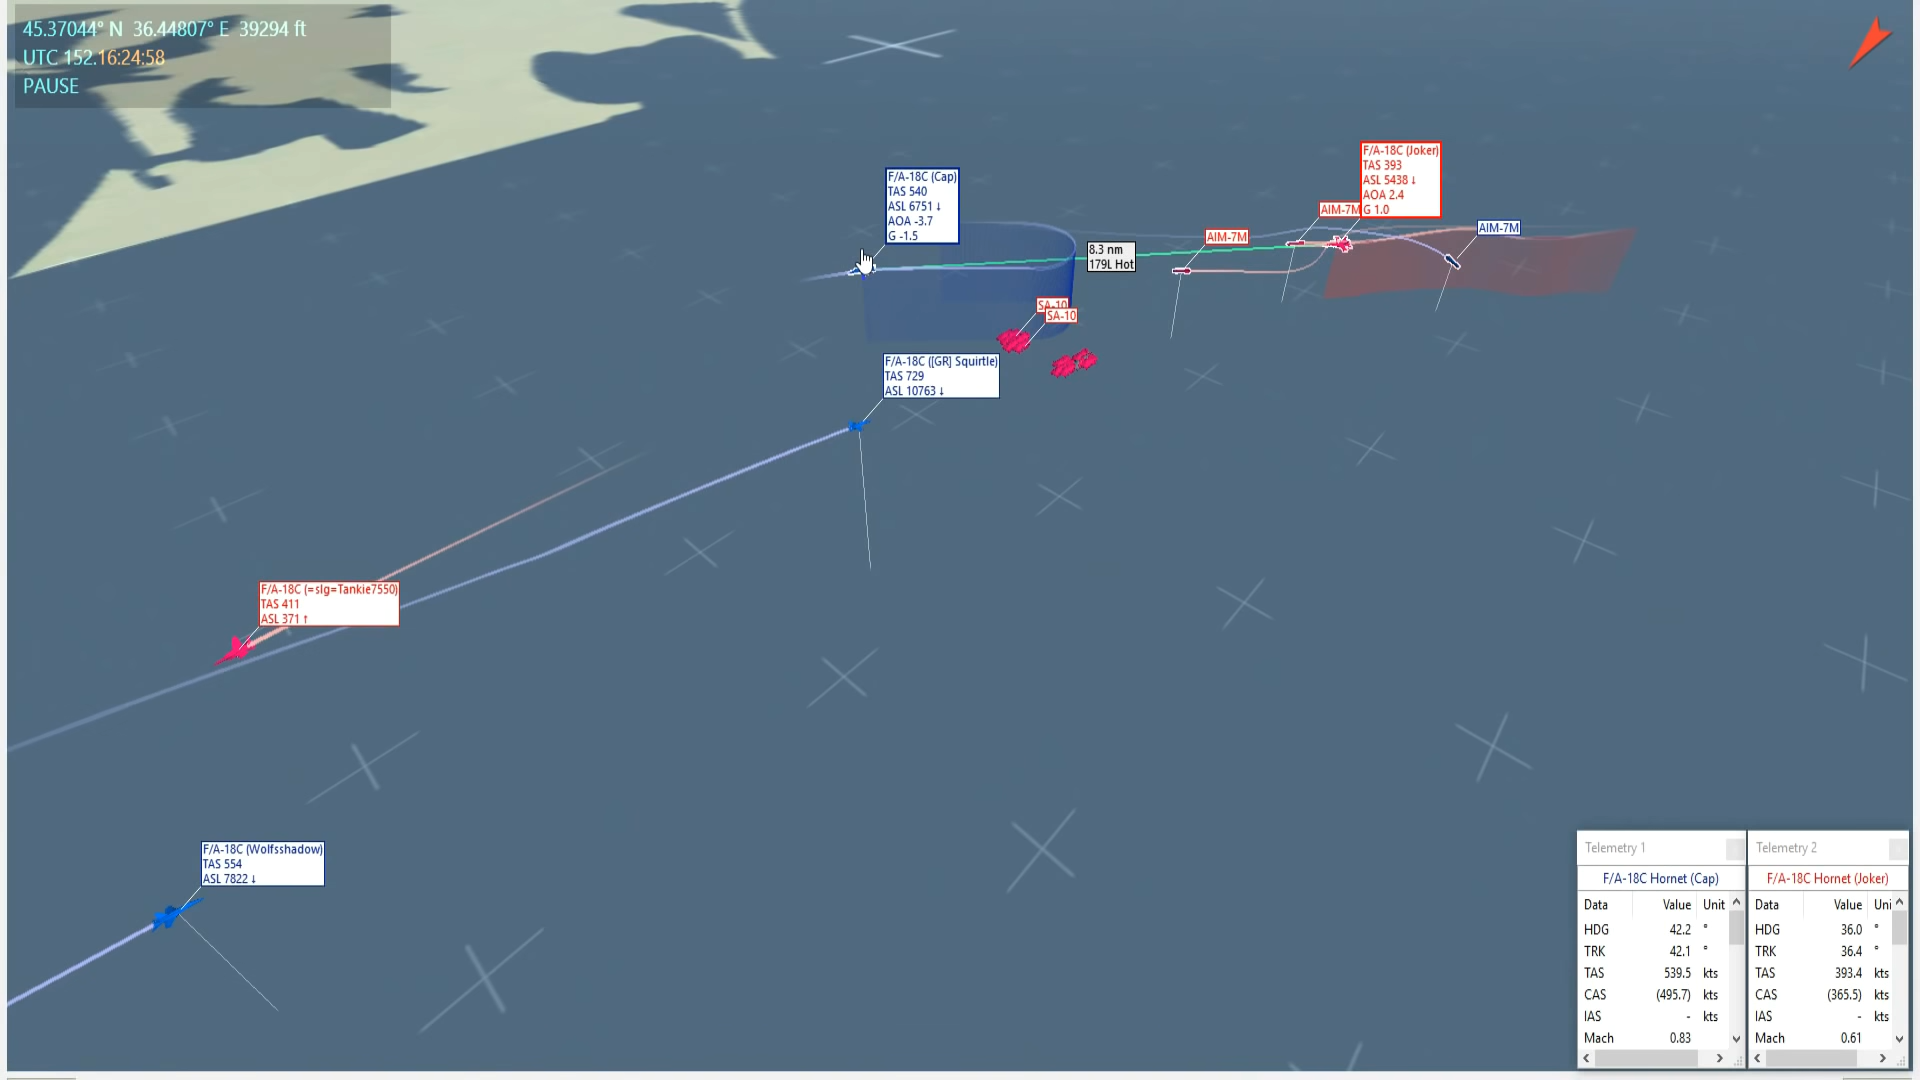 45.37044° N 36.44807° E 39294 ft
UTC 152.16:24:58
PAUSE
F/A-18C (Joker)
TAS 393
ASL 5438 ↓
AOA 2.4
G 1.0
F/A-18C (Cap)
TAS 540
ASL 6751 ↓
AOA -3.7
G -1.5
AIM-7M
AIM-7M
AIM-7M
8.3 nm
179L Hot
SA-10
SA-10
F/A-18C ([GR] Squirtle)
TAS 729
ASL 10763 ↓
F/A-18C (=slg=Tankie7550)
TAS 411
ASL 371 ↑
F/A-18C (Wolfsshadow)
TAS 554
ASL 7822 ↓
Telemetry 1
F/A-18C Hornet (Cap)
Data Value Unit
HDG 42.2 °
TRK 42.1 °
TAS 539.5 kts
CAS (495.7) kts
IAS - kts
Mach 0.83
Telemetry 2
F/A-18C Hornet (Joker)
Data Value Uni
HDG 36.0 °
TRK 36.4 °
TAS 393.4 kts
CAS (365.5) kts
IAS - kts
Mach 0.61